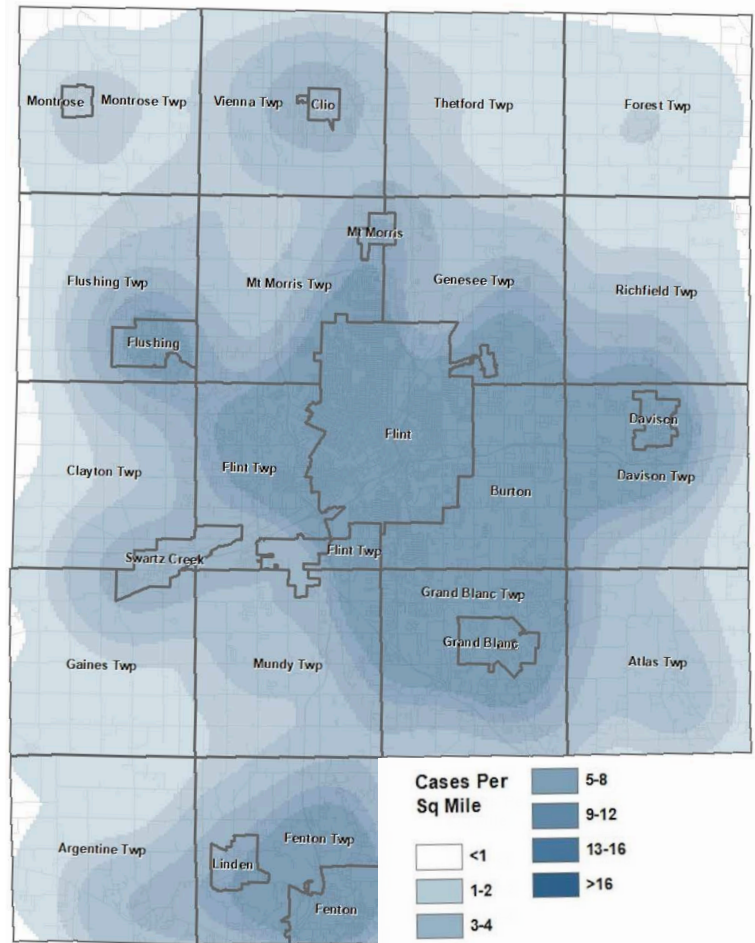 Montrose
Montrose Twp
Vienna Twp
Clio
Thetford Twp
Forest Twp
Mt Morris
Flushing Twp
Mt Morris Twp
Genesee Twp
Richfield Twp
Flushing
Davison
Flint
Clayton Twp
Flint Twp
Davison Twp
Burton
Flint Twp
Swartz Creek
Grand Blanc Twp
Grand Blanc
Gaines Twp
Mundy Twp
Atlas Twp
Argentine Twp
Fenton Twp
Linden
Fenton
Cases Per
Sq Mile
<1
1-2
3-4
5-8
9-12
13-16
>16